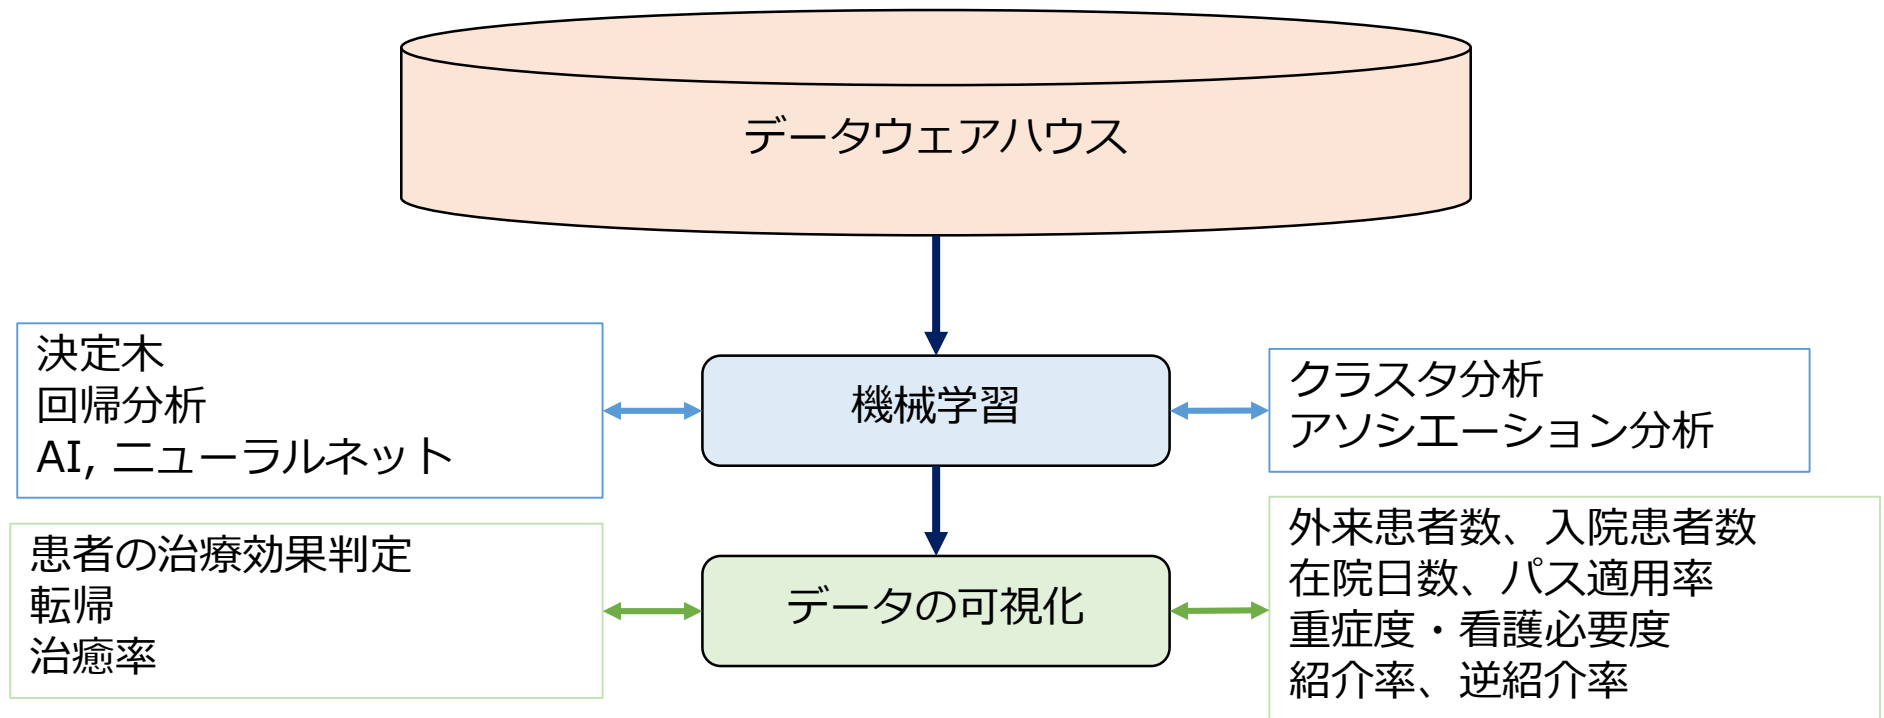 データウェアハウス
決定木
回帰分析
AI, ニューラルネット
機械学習
クラスタ分析
アソシエーション分析
患者の治療効果判定
転帰
治癒率
データの可視化
外来患者数、入院患者数
在院日数、パス適用率
重症度・看護必要度
紹介率、逆紹介率